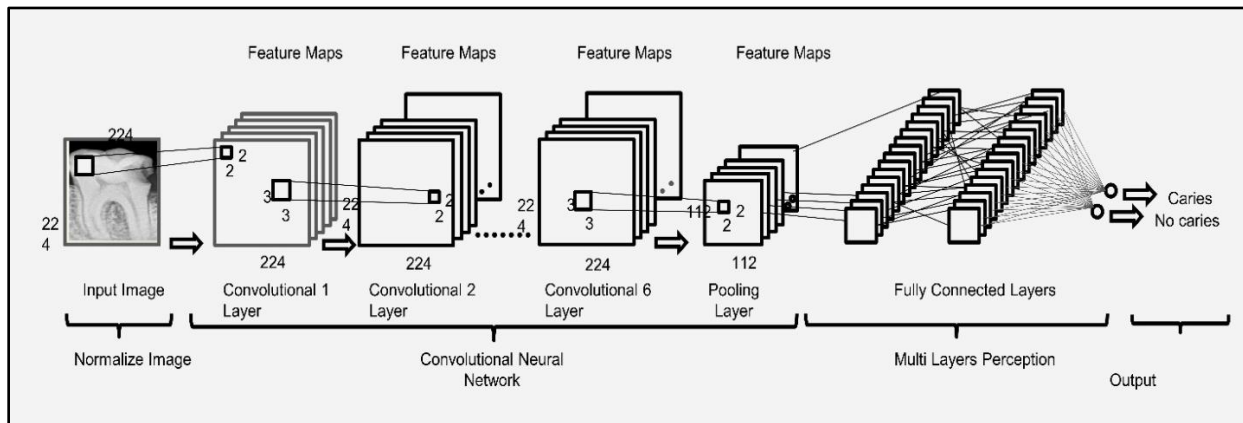 Feature Maps
Feature Maps
Feature Maps
Feature Maps
224
22
4
2
2
3
3
22
4
2
2
22
4
3
3
112
2
2
Caries
No caries
224
224
224
112
Input Image
Convolutional 1
Layer
Convolutional 2
Layer
Convolutional 6
Layer
Pooling
Layer
Fully Connected Layers
Normalize Image
Convolutional Neural
Network
Multi Layers Perception
Output